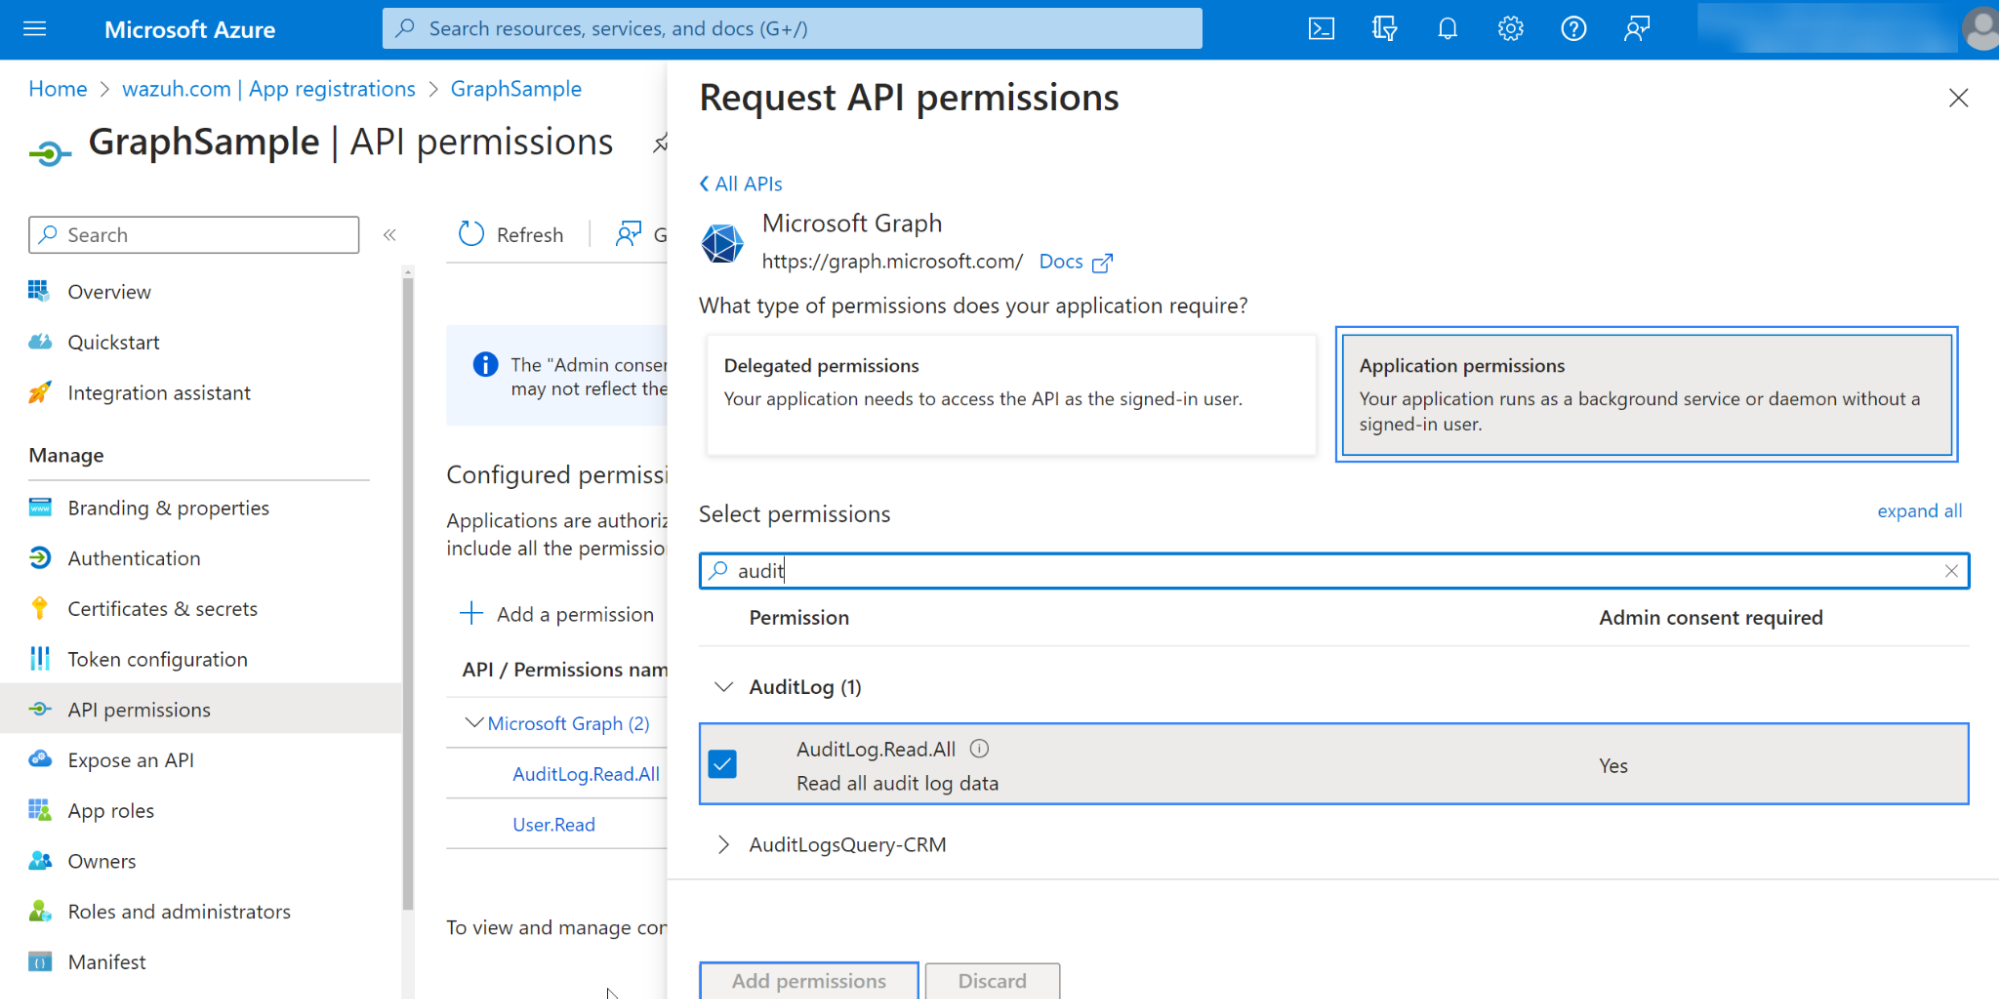 Microsoft Azure
Search resources, services, and docs (G+/)
Home > wazuh.com | App registrations > GraphSample
GraphSample | API permissions
Search
«
Overview
Quickstart
Integration assistant
Manage
Branding & properties
Authentication
Certificates & secrets
Token configuration
API permissions
Expose an API
App roles
Owners
Roles and administrators
Manifest
Refresh
G
The "Admin conser
may not reflect the
Configured permissi
Applications are authoriz
include all the permissio
Add a permission
API / Permissions nam
Microsoft Graph (2)
AuditLog.Read.All
User.Read
To view and manage cor
Request API permissions
All APIs
Microsoft Graph
https://graph.microsoft.com/ Docs
What type of permissions does your application require?
Delegated permissions
Your application needs to access the API as the signed-in user.
Application permissions
Your application runs as a background service or daemon without a
signed-in user.
Select permissions
expand all
audit
Permission
Admin consent required
AuditLog (1)
AuditLog.Read.All
Read all audit log data
Yes
AuditLogsQuery-CRM
Add permissions
Discard